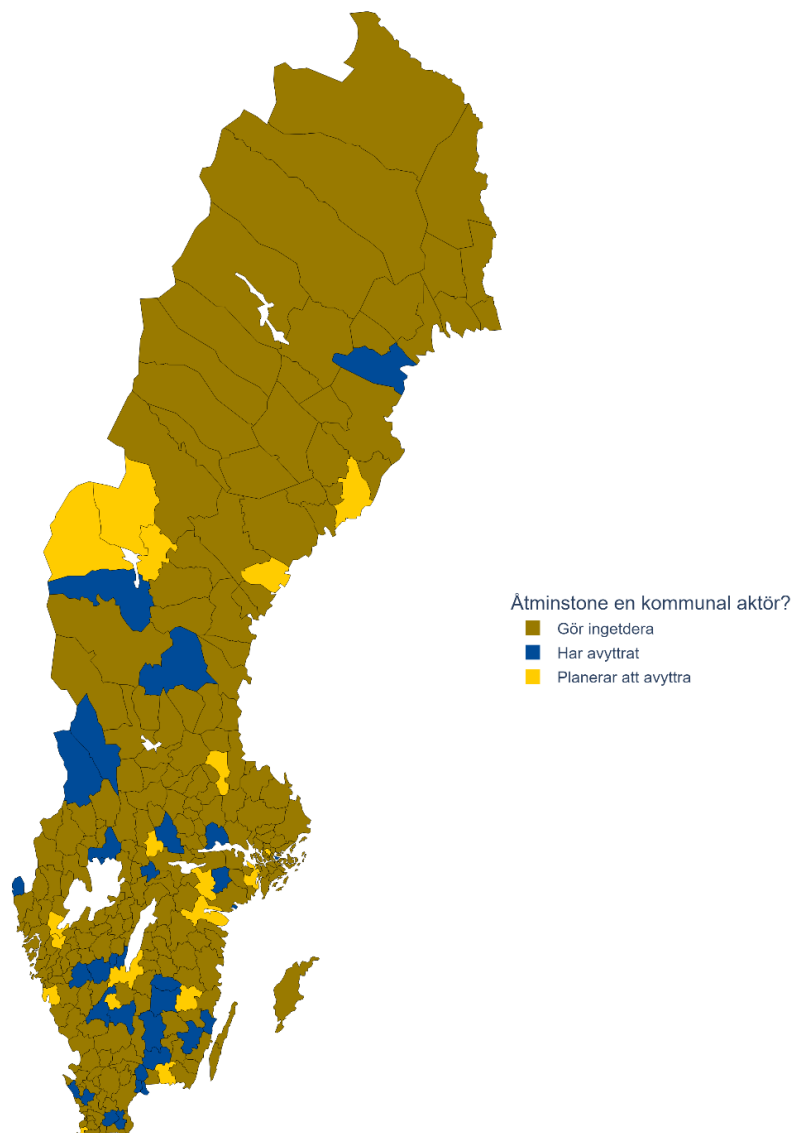 Åtminstone en kommunal aktör?
Gör ingetdera
Har avyttrat
Planerar att avyttra